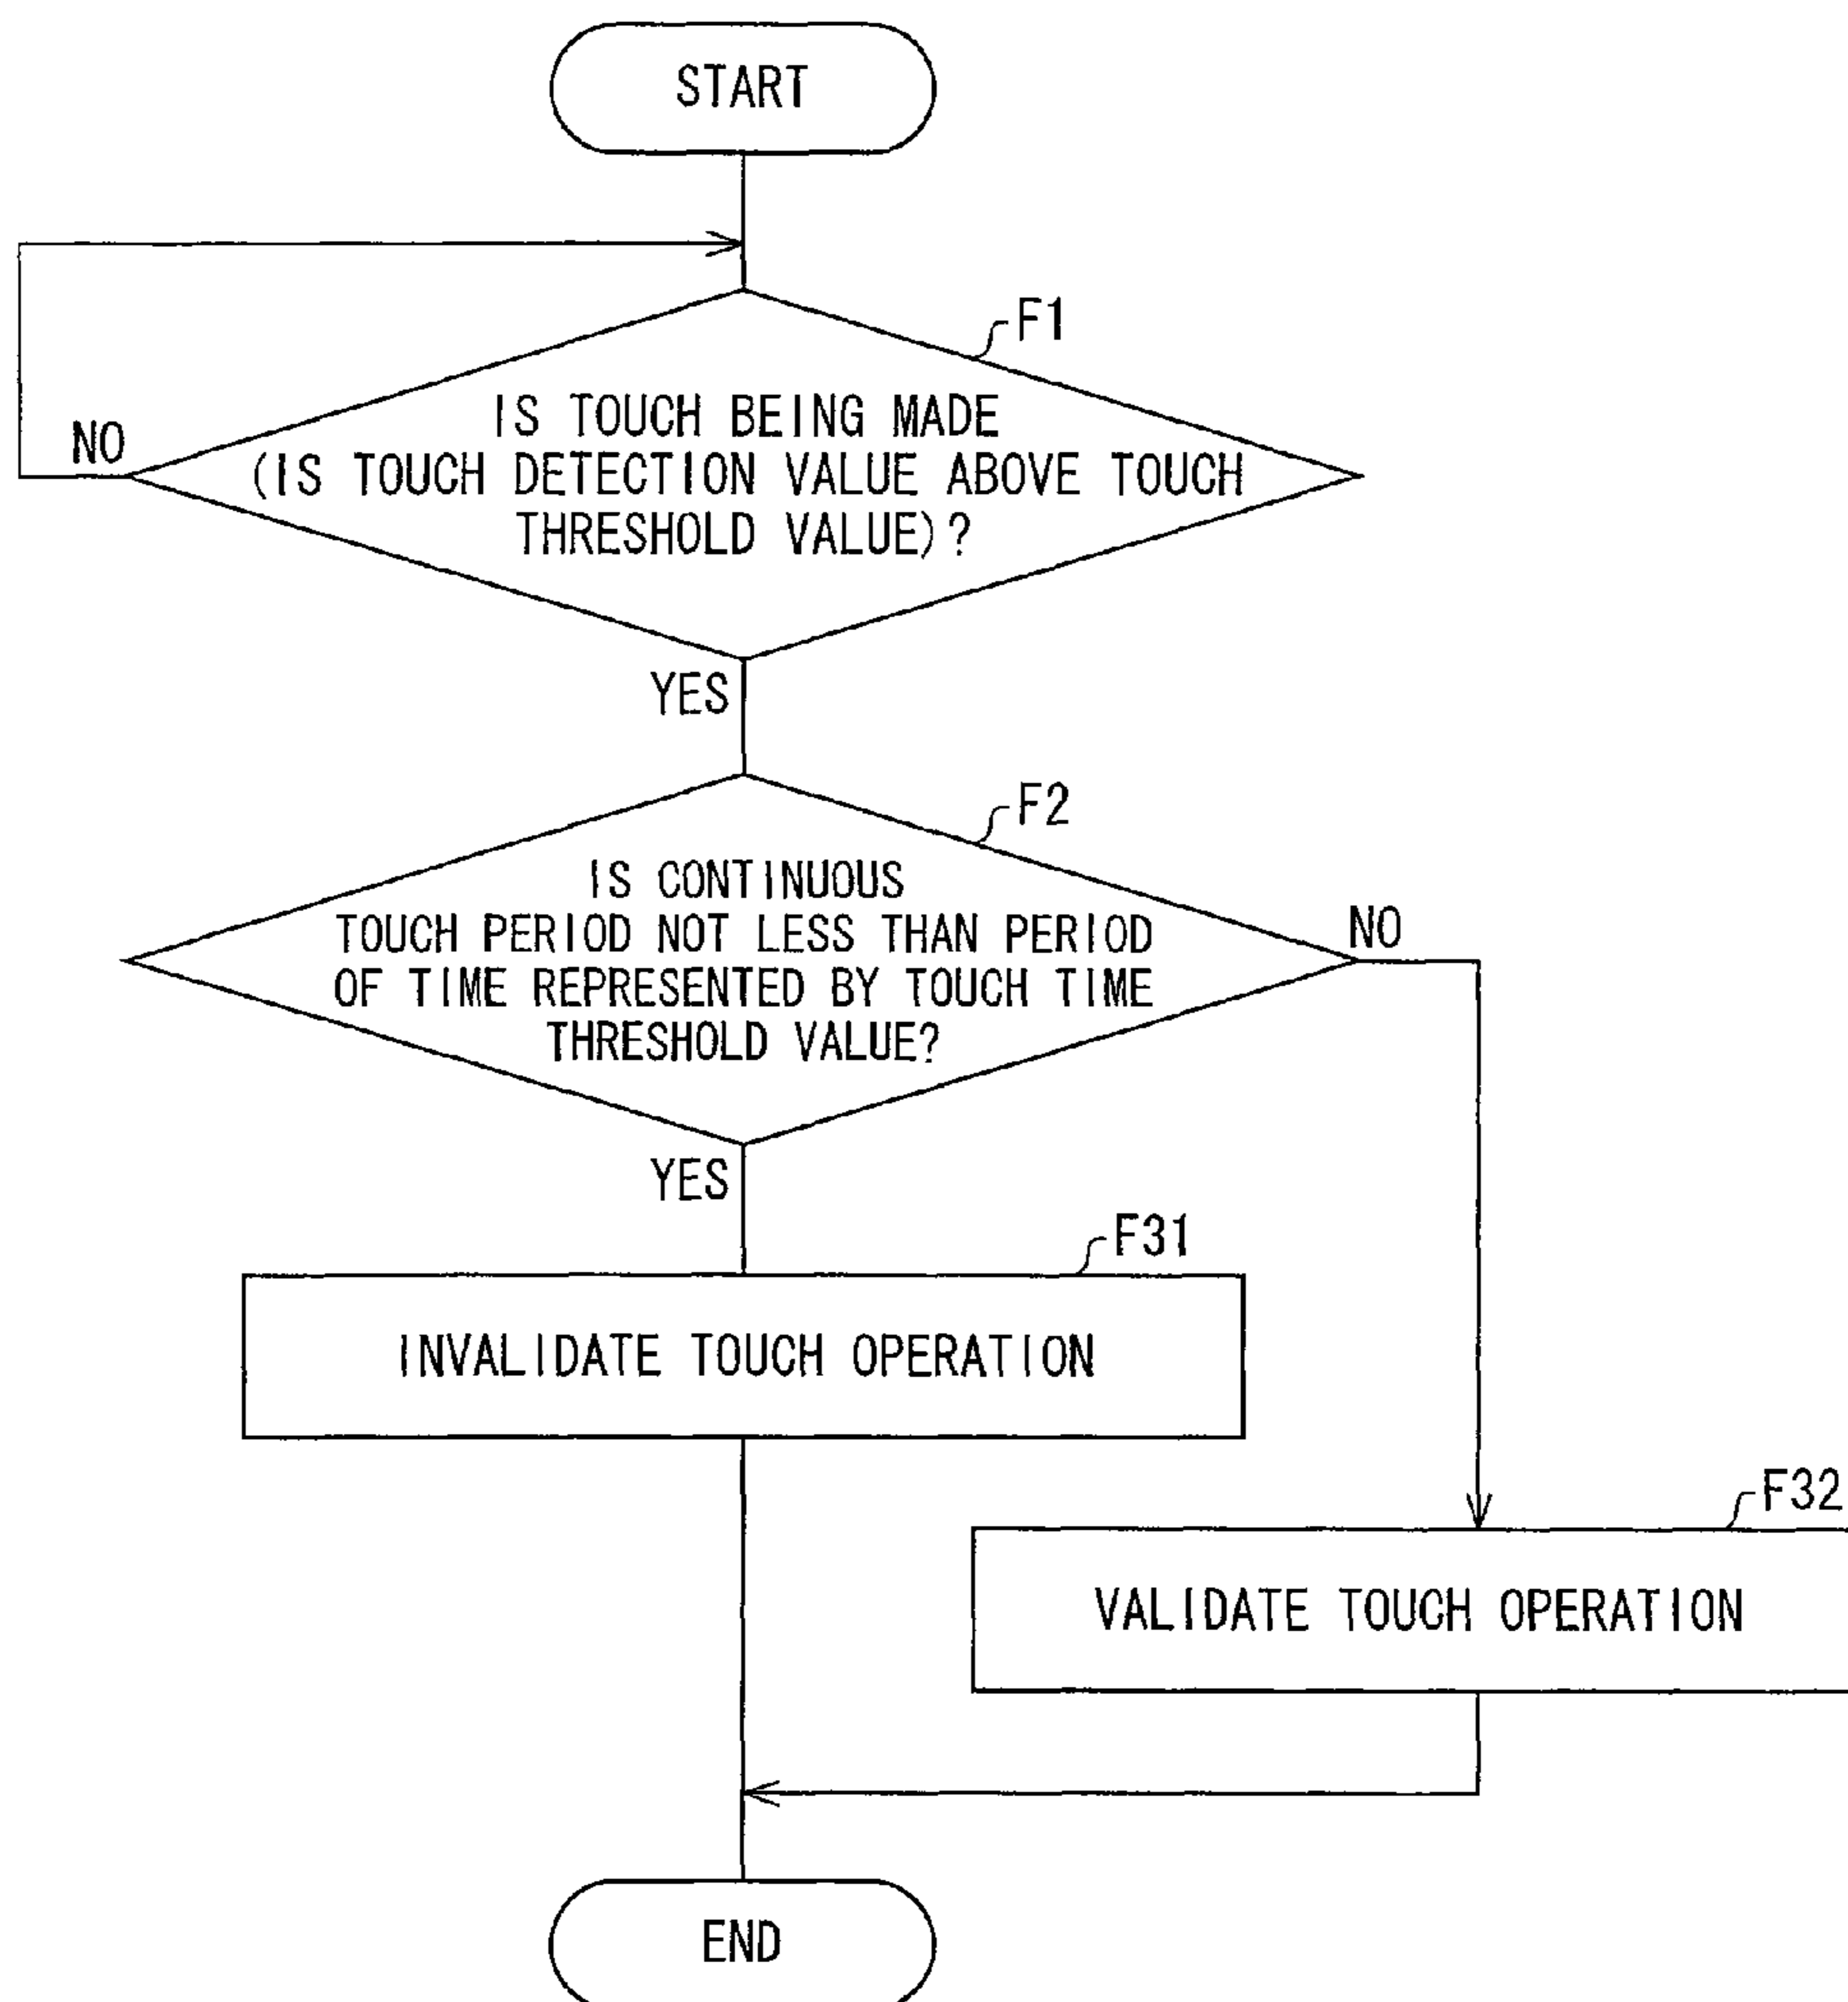 START
F1
IS TOUCH BEING MADE
(IS TOUCH DETECTION VALUE ABOVE TOUCH
THRESHOLD VALUE)?
NO
YES
F2
IS CONTINUOUS
TOUCH PERIOD NOT LESS THAN PERIOD
OF TIME REPRESENTED BY TOUCH TIME
THRESHOLD VALUE?
NO
YES
F31
INVALIDATE TOUCH OPERATION
F32
VALIDATE TOUCH OPERATION
END